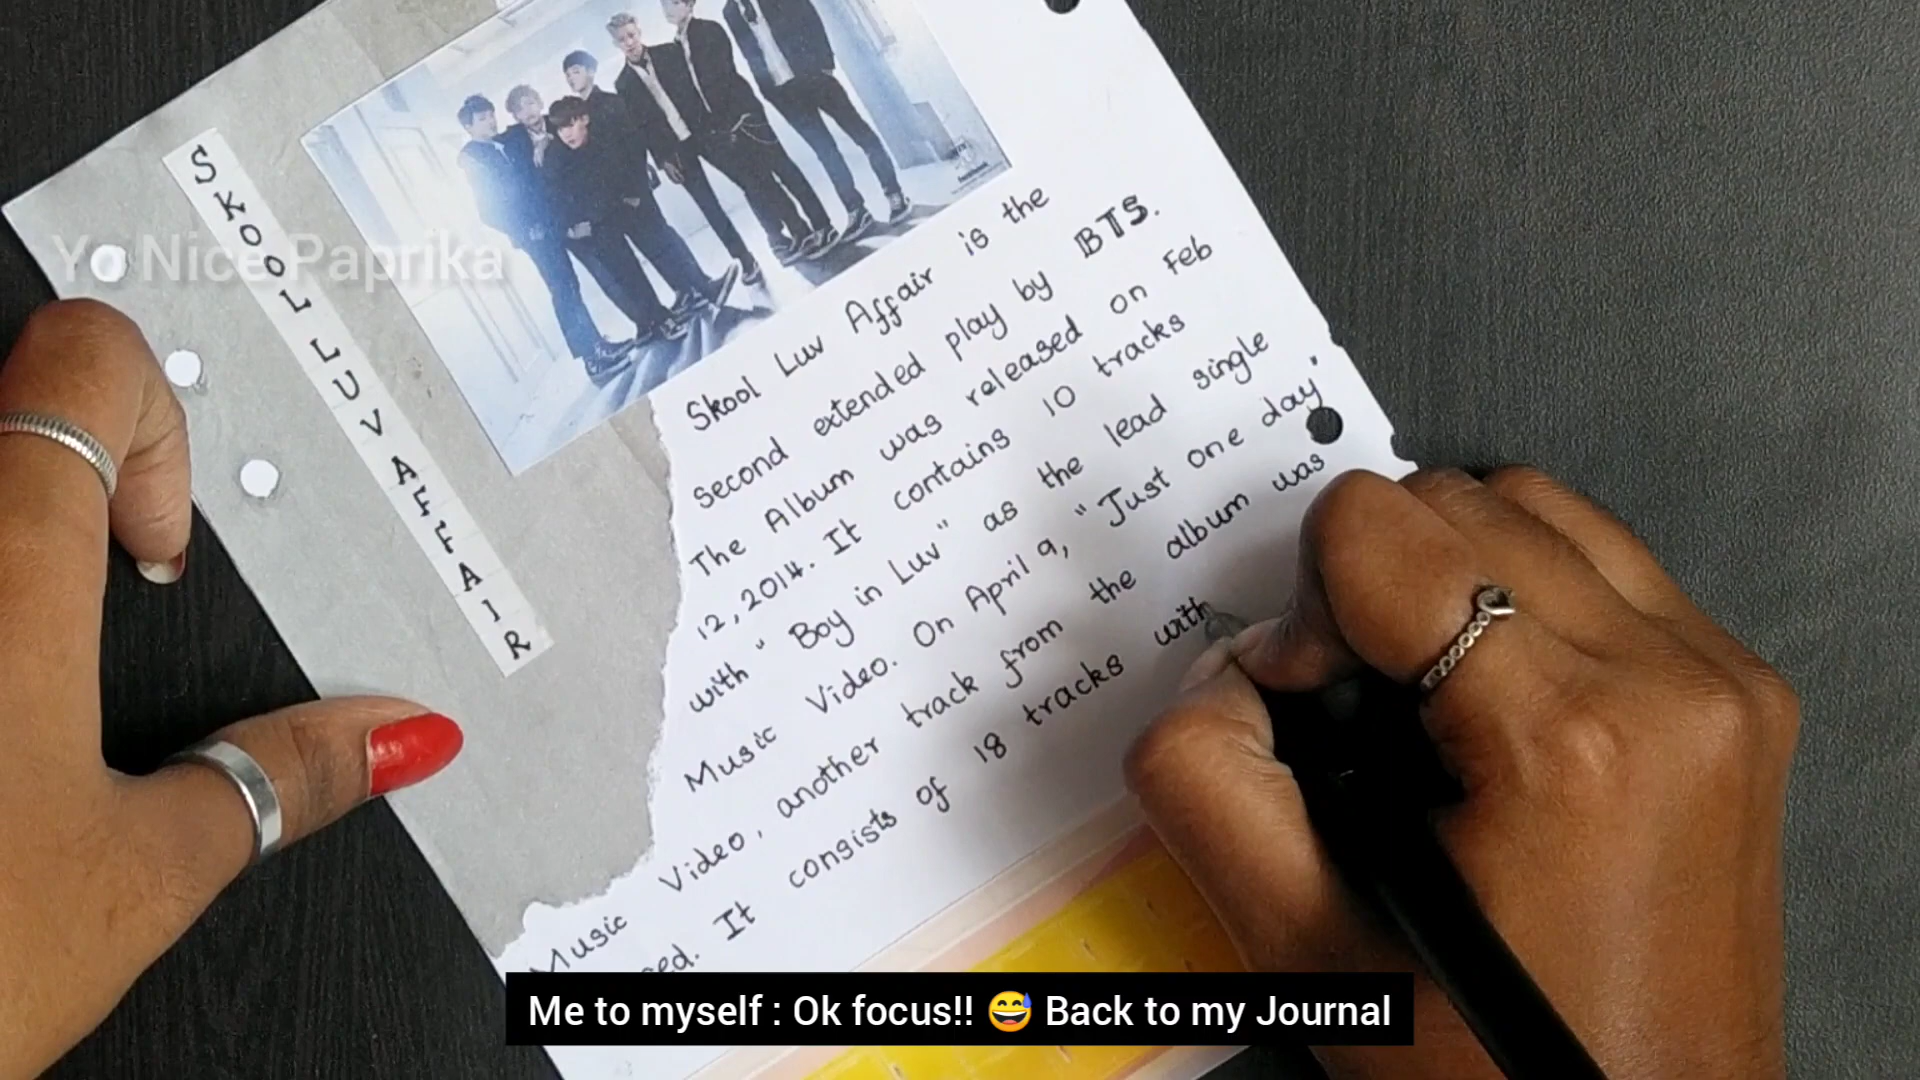 Yo Nice Paprika
SKOOL LUV AFFAIR
Skool Luv Affair is the
second extended play by BTS.
The Album was released on Feb
12, 2014. It contains 10 tracks
with "Boy in Luv" as the lead single
Music Video. On April 9, "Just one day",
another track from the album was
Music Video,
It consists of 18 tracks with
Me to myself : Ok focus!! 😅 Back to my Journal